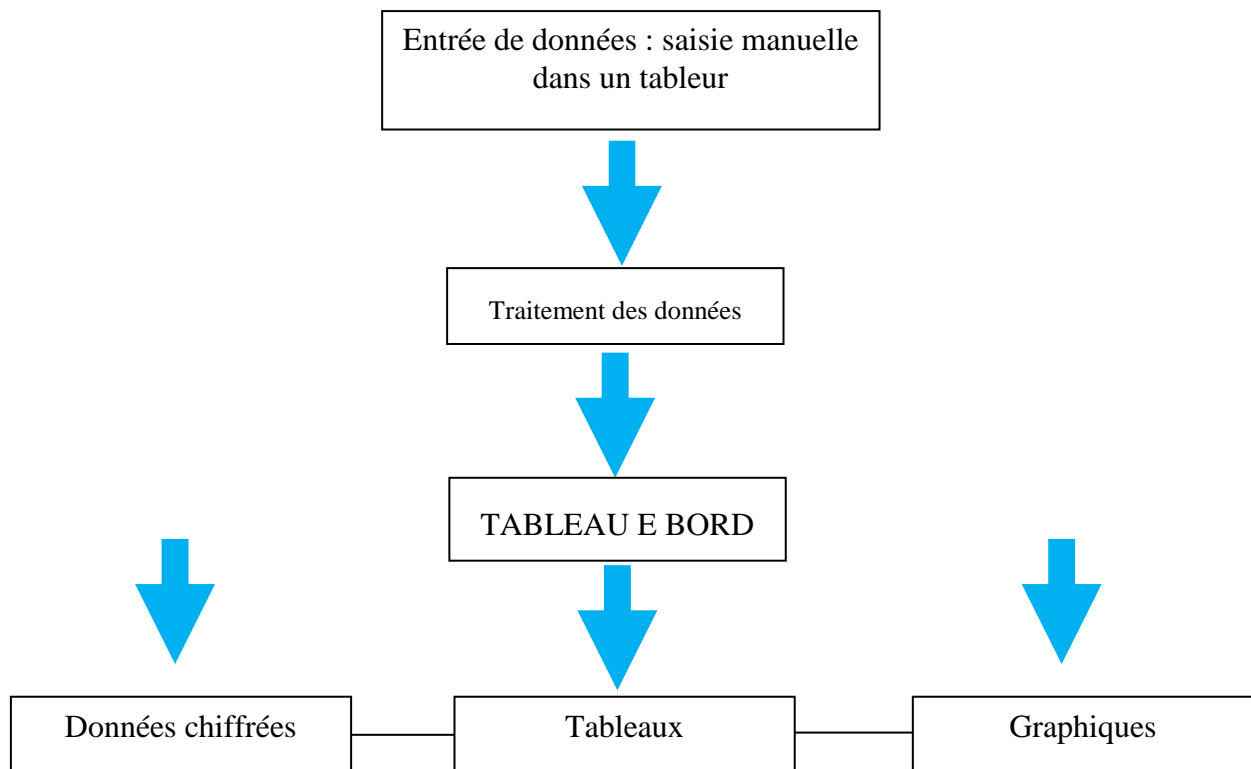 Entrée de données : saisie manuelle
dans un tableur
Traitement des données
TABLEAU E BORD
Données chiffrées
Tableaux
Graphiques